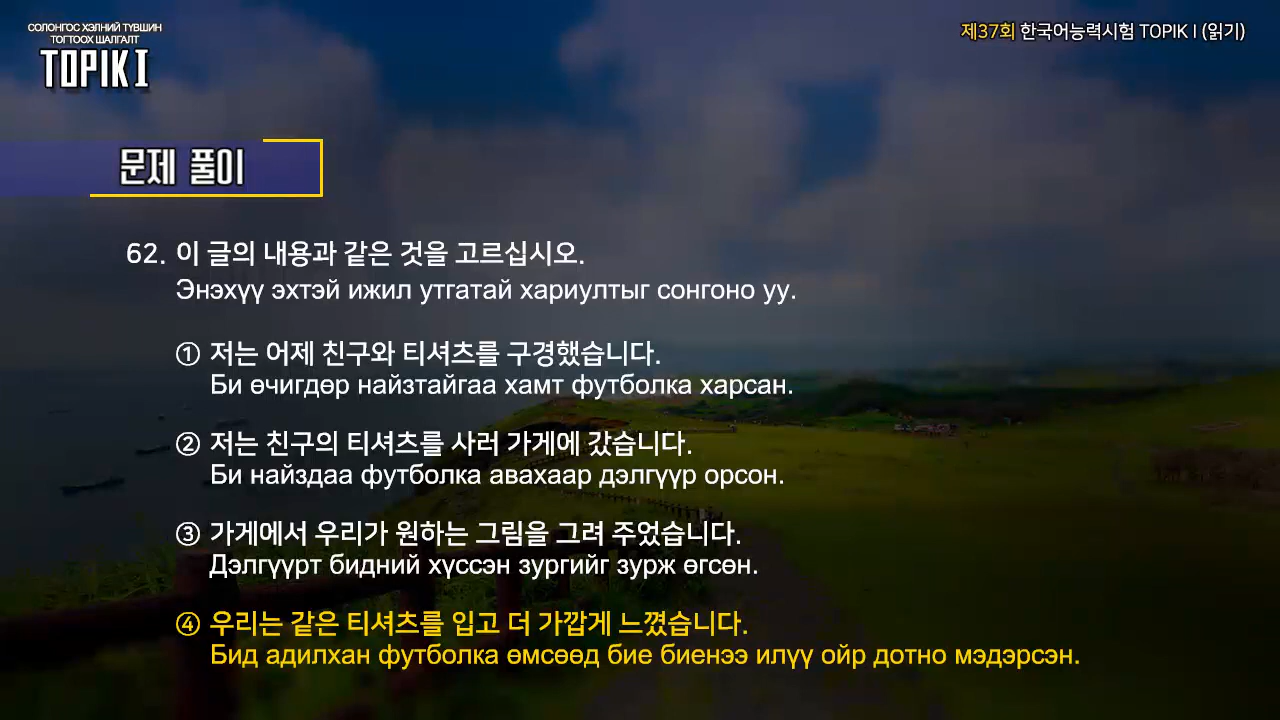 СОЛОНГОС ХЭЛНИЙ ТҮВШИН
ТОГТООХ ШАЛГАЛТ
TOPIK I
제37회 한국어능력시험 TOPIK I (읽기)
문제 풀이
62. 이 글의 내용과 같은 것을 고르십시오.
Энэхүү эхтэй ижил утгатай хариултыг сонгоно уу.
① 저는 어제 친구와 티셔츠를 구경했습니다.
Би өчигдөр найзтайгаа хамт футболка харсан.
② 저는 친구의 티셔츠를 사러 가게에 갔습니다.
Би найздаа футболка авахаар дэлгүүр орсон.
③ 가게에서 우리가 원하는 그림을 그려 주었습니다.
Дэлгүүрт бидний хүссэн зургийг зурж өгсөн.
④ 우리는 같은 티셔츠를 입고 더 가깝게 느꼈습니다.
Бид адилхан футболка өмсөөд бие биенээ илүү ойр дотно мэдэрсэн.